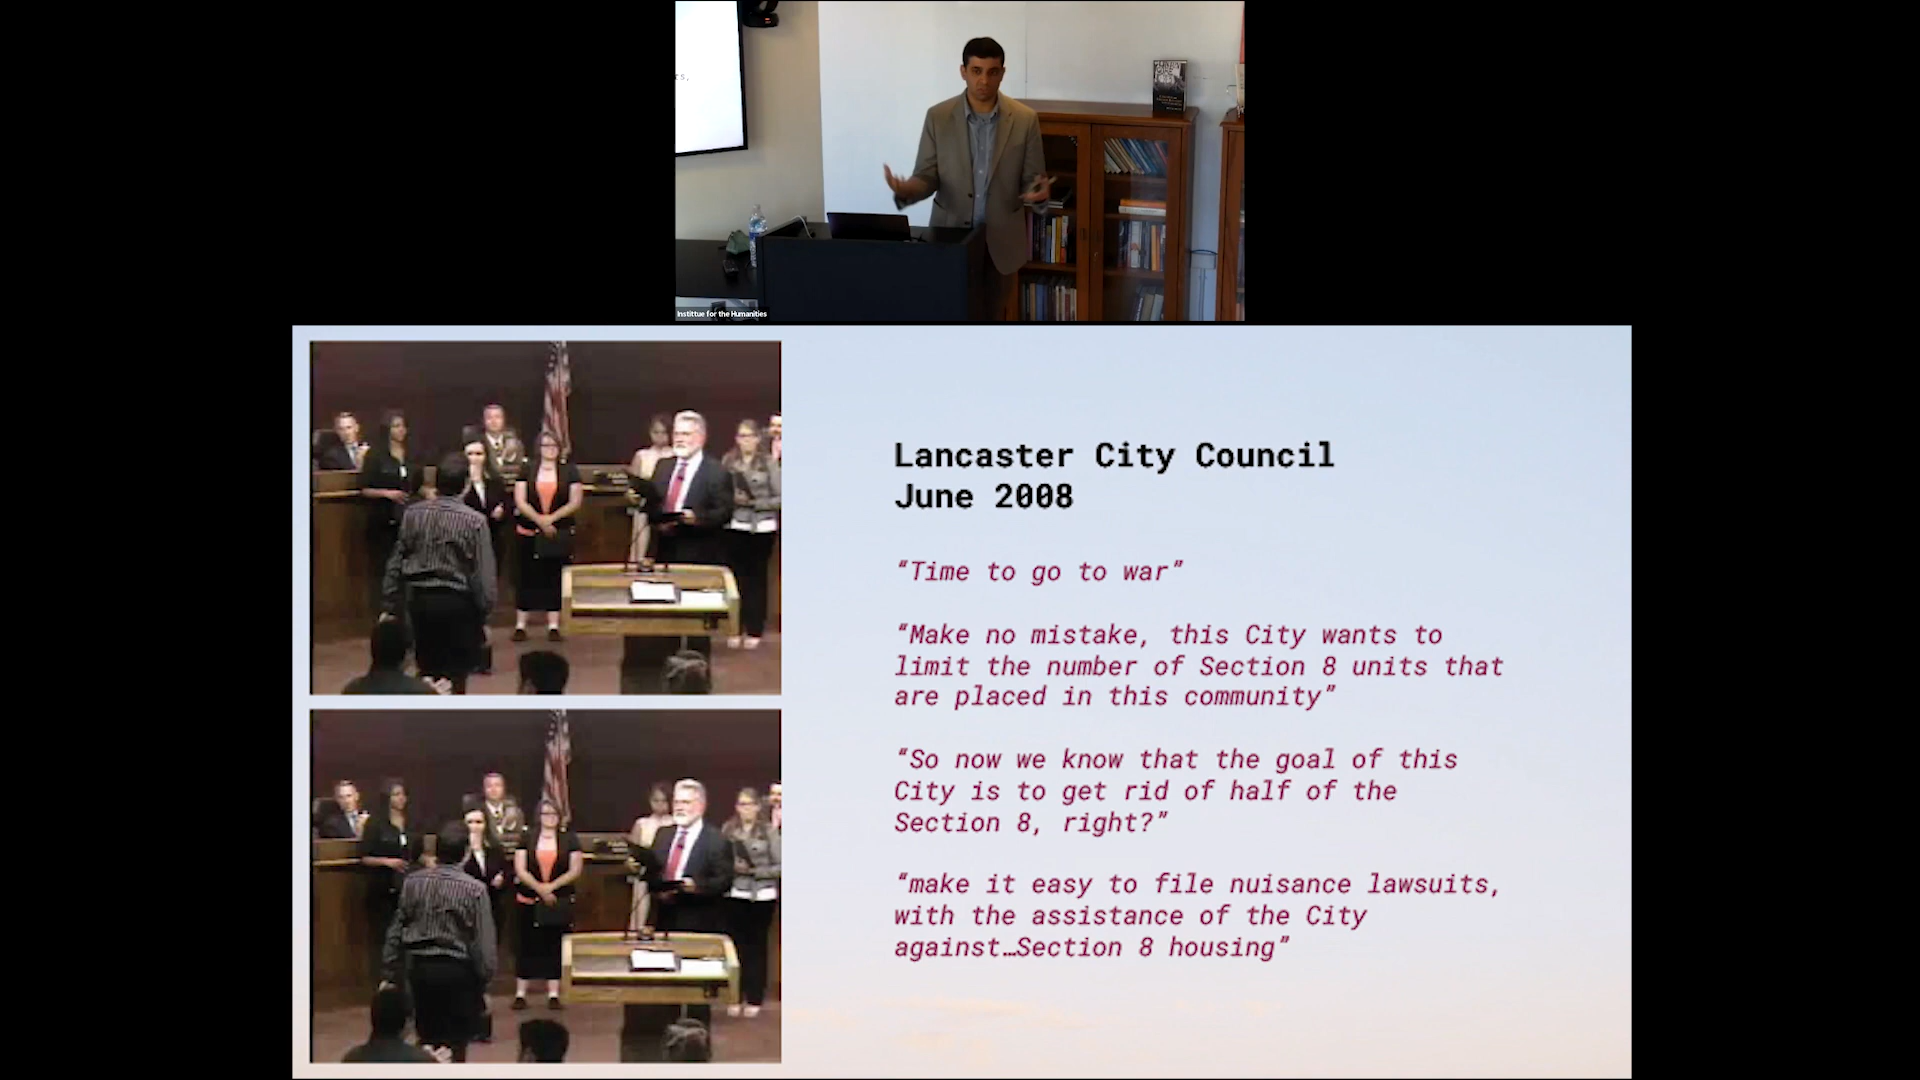 Instittue for the Humanities
Lancaster City Council
June 2008
“Time to go to war”
“Make no mistake, this City wants to
limit the number of Section 8 units that
are placed in this community”
“So now we know that the goal of this
City is to get rid of half of the
Section 8, right?”
“make it easy to file nuisance lawsuits,
with the assistance of the City
against…Section 8 housing”